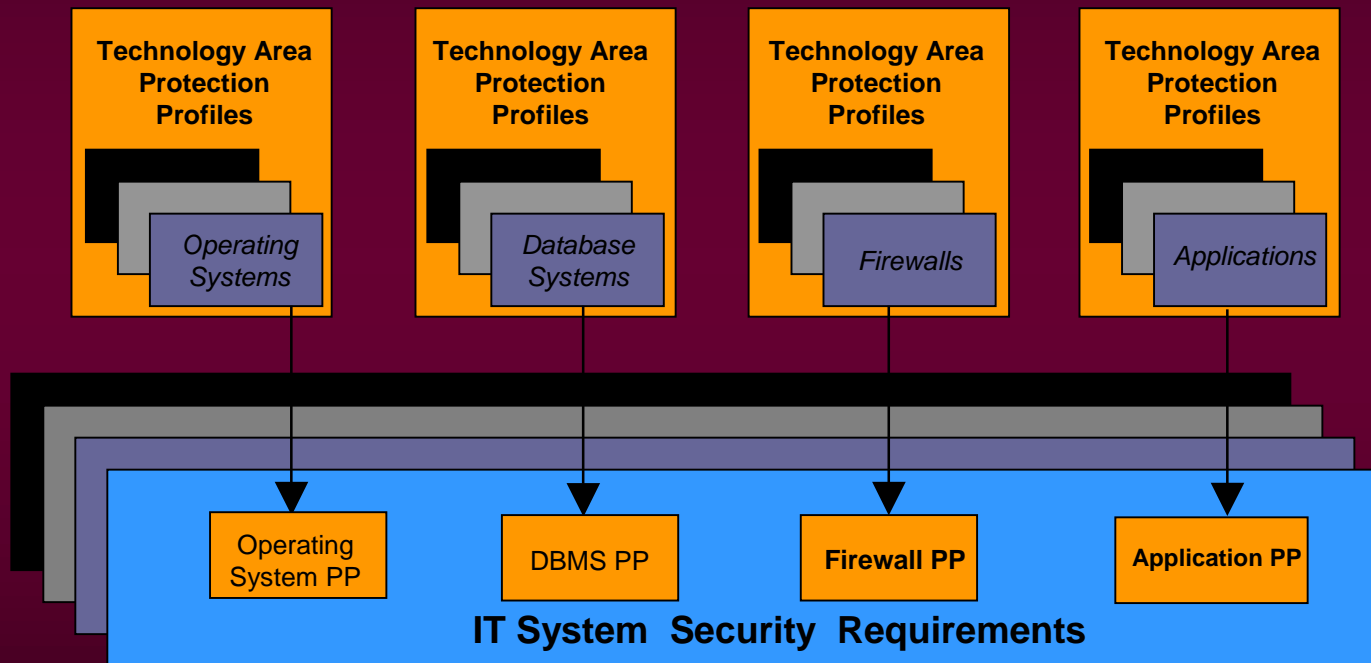 Technology Area
Protection
Profiles
Operating
Systems
Technology Area
Protection
Profiles
Database
Systems
Technology Area
Protection
Profiles
Firewalls
Technology Area
Protection
Profiles
Applications
Operating
System PP
DBMS PP
Firewall PP
Application PP
IT System Security Requirements